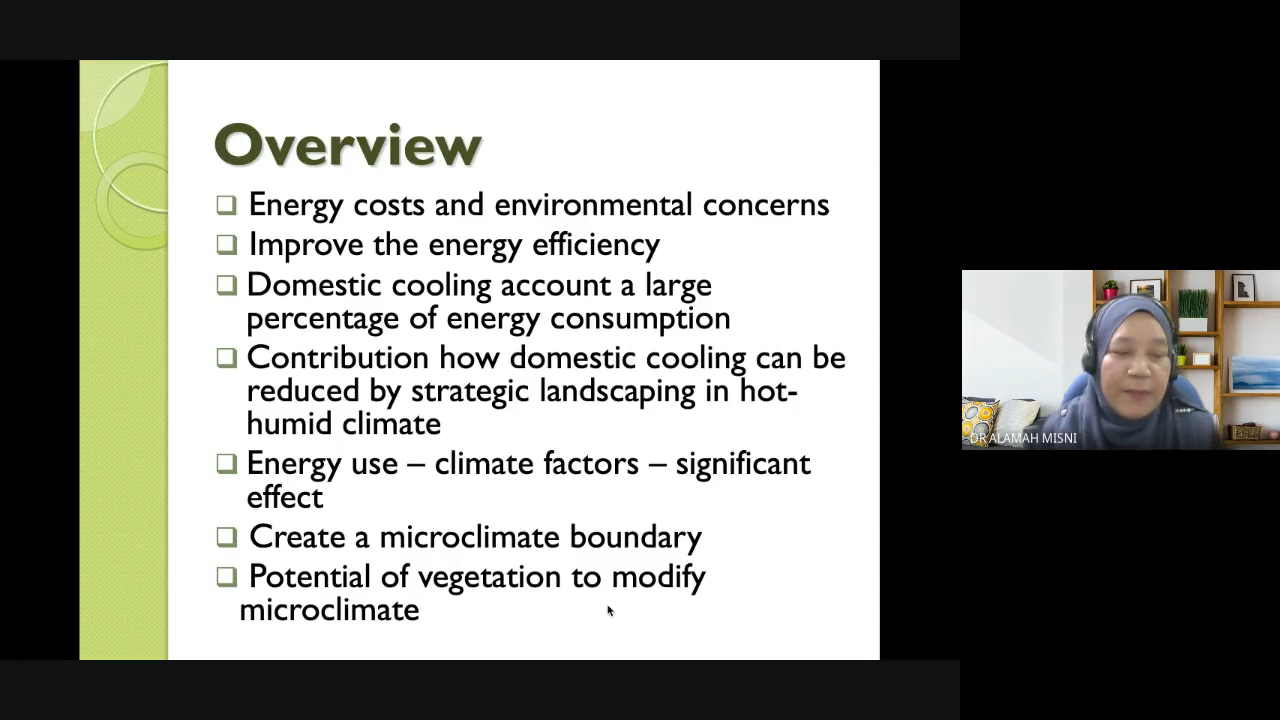 Overview
Energy costs and environmental concerns
Improve the energy efficiency
Domestic cooling account a large
percentage of energy consumption
Contribution how domestic cooling can be
reduced by strategic landscaping in hot-
humid climate
Energy use – climate factors – significant
effect
Create a microclimate boundary
Potential of vegetation to modify
microclimate
DR ALAMAH MISNI